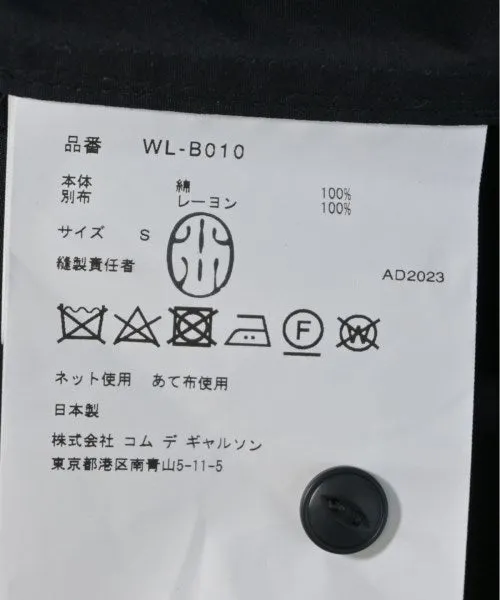 品番 WL-B010
本体 綿 100%
別布 レーヨン 100%
サイズ S
縫製責任者
AD2023
F W
ネット使用 あて布使用
日本製
株式会社 コム デ ギャルソン
東京都港区南青山5-11-5